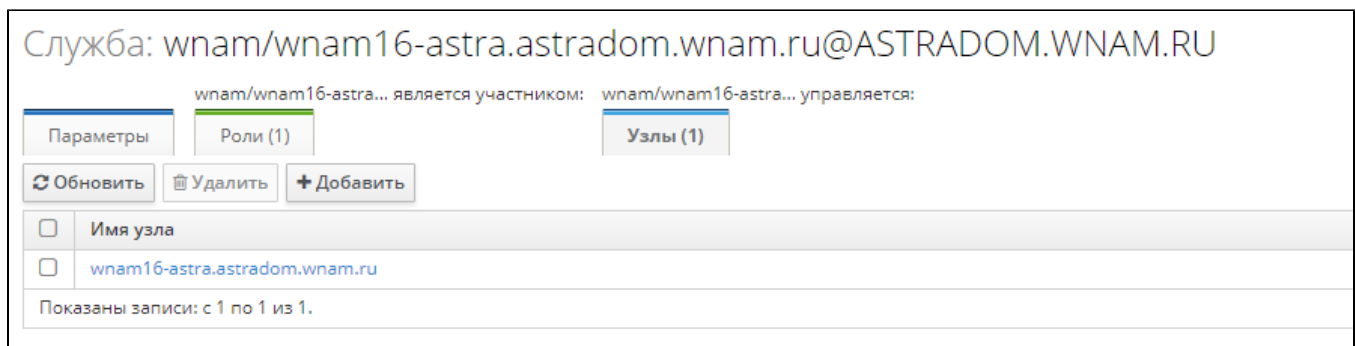 Служба: wnam/wnam16-astra.astradom.wnam.ru@ASTRADOM.WNAM.RU
wnam/wnam16-astra... является участником: wnam/wnam16-astra... управляется:
Параметры Роли (1) Узлы (1)
Обновить Удалить Добавить
Имя узла
wnam16-astra.astradom.wnam.ru
Показаны записи: с 1 по 1 из 1.